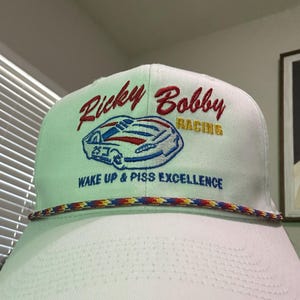 Ricky Bobby
RACING
WAKE UP & PISS EXCELLENCE